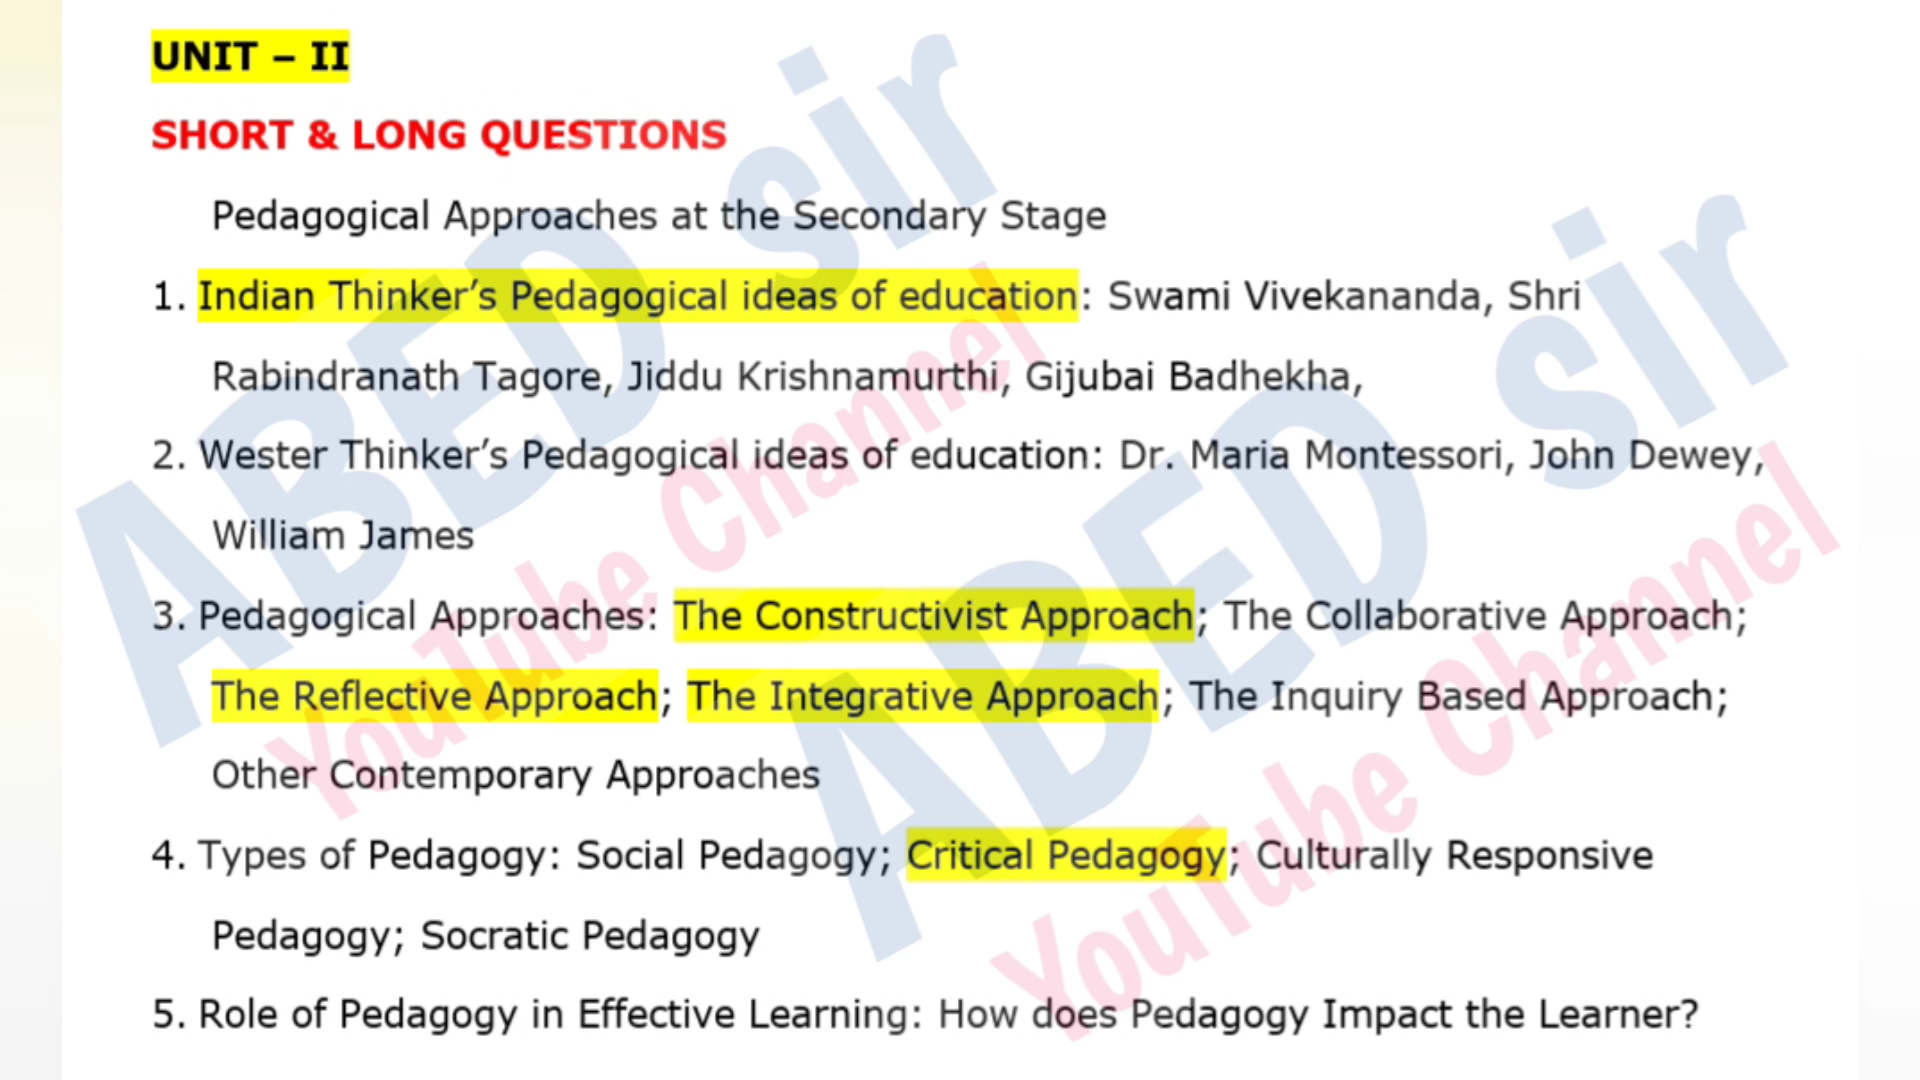 UNIT – II
SHORT & LONG QUESTIONS
Pedagogical Approaches at the Secondary Stage
1. Indian Thinker’s Pedagogical ideas of education: Swami Vivekananda, Shri
Rabindranath Tagore, Jiddu Krishnamurthi, Gijubai Badhekha,
2. Wester Thinker’s Pedagogical ideas of education: Dr. Maria Montessori, John Dewey,
William James
3. Pedagogical Approaches: The Constructivist Approach; The Collaborative Approach;
The Reflective Approach; The Integrative Approach; The Inquiry Based Approach;
Other Contemporary Approaches
4. Types of Pedagogy: Social Pedagogy; Critical Pedagogy; Culturally Responsive
Pedagogy; Socratic Pedagogy
5. Role of Pedagogy in Effective Learning: How does Pedagogy Impact the Learner?
ABED sir
YouTube Channel
ABED sir
YouTube Channel